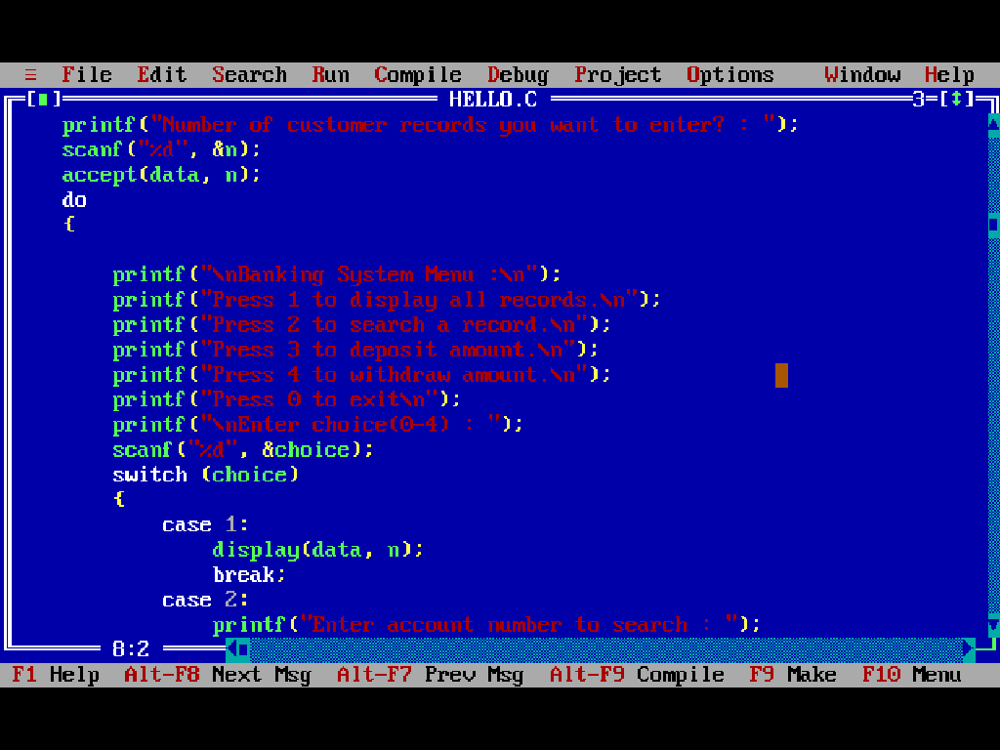 ≡ File Edit Search Run Compile Debug Project Options Window Help
[■] HELLO.C 3=[↕]
printf("Number of customer records you want to enter? : ");
scanf("%d", &n);
accept(data, n);
do
{
printf("\nBanking System Menu :\n");
printf("Press 1 to display all records.\n");
printf("Press 2 to search a record.\n");
printf("Press 3 to deposit amount.\n");
printf("Press 4 to withdraw amount.\n");
printf("Press 0 to exit\n");
printf("\nEnter choice(0-4) : ");
scanf("%d", &choice);
switch (choice)
{
case 1:
display(data, n);
break;
case 2:
printf("Enter account number to search : ");
8:2
F1 Help Alt-F8 Next Msg Alt-F7 Prev Msg Alt-F9 Compile F9 Make F10 Menu